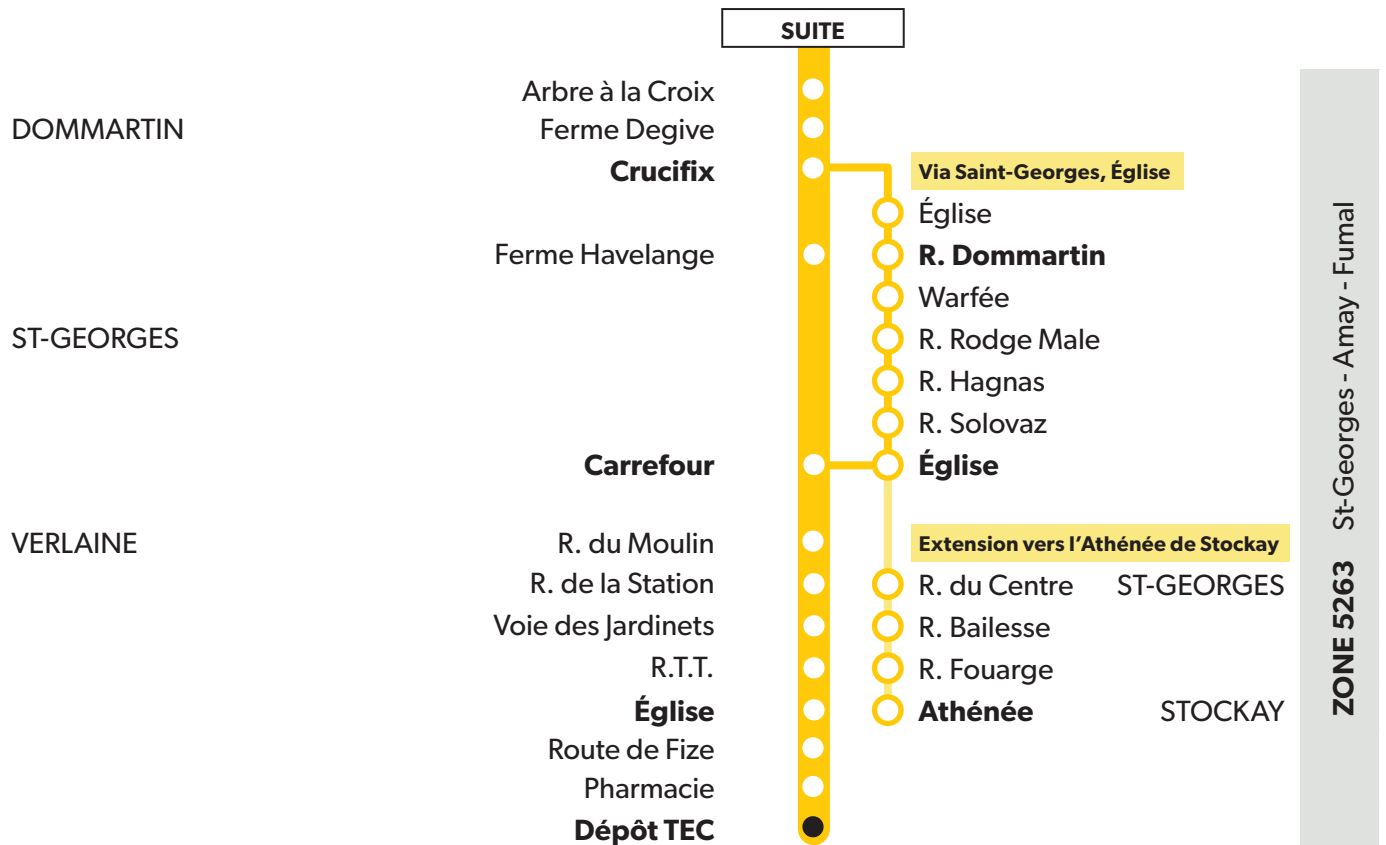 SUITE
Arbre à la Croix
DOMMARTIN Ferme Degive
Crucifix Via Saint-Georges, Église
Église
Ferme Havelange R. Dommartin
Warfée
ST-GEORGES R. Rodge Male
R. Hagnas
R. Solovaz
Carrefour Église
VERLAINE R. du Moulin Extension vers l'Athénée de Stockay
R. de la Station R. du Centre ST-GEORGES
Voie des Jardinets R. Bailesse
R.T.T. R. Fouarge
Église Athénée STOCKAY
Route de Fize
Pharmacie
Dépôt TEC
ZONE 5263 St-Georges - Amay - Fumal